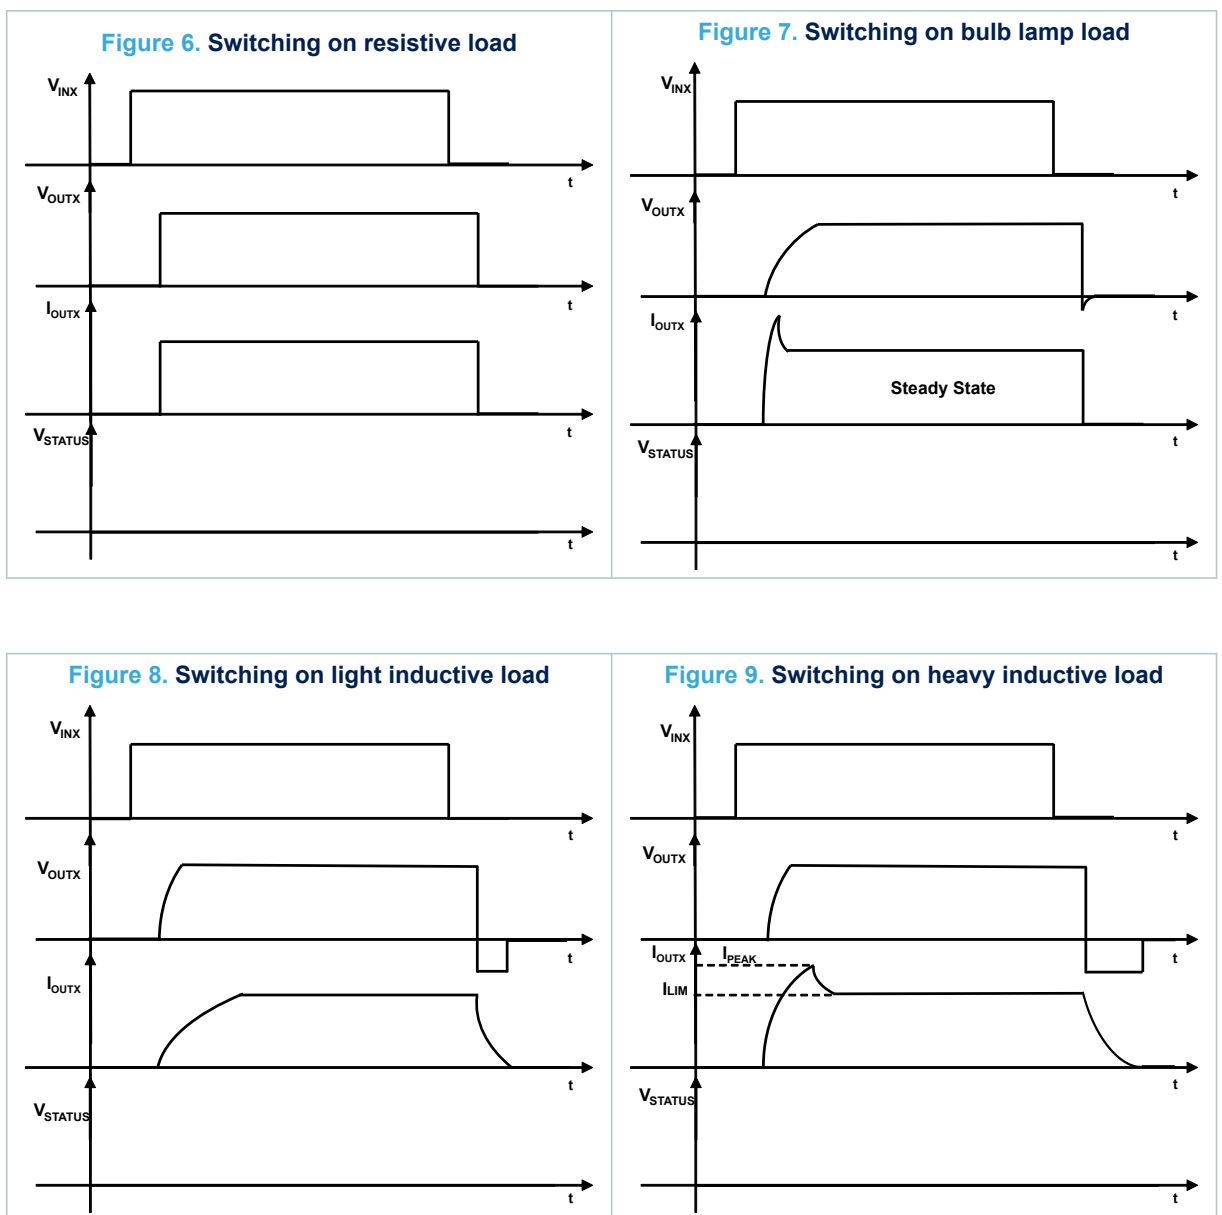 Figure 6. Switching on resistive load
VINX
t
VOUTX
t
IOUTX
t
VSTATUS
t
Figure 7. Switching on bulb lamp load
VINX
t
VOUTX
t
IOUTX
Steady State
t
VSTATUS
t
Figure 8. Switching on light inductive load
VINX
t
VOUTX
t
IOUTX
t
VSTATUS
t
Figure 9. Switching on heavy inductive load
VINX
t
VOUTX
t
IOUTX
IPEAK
ILIM
t
VSTATUS
t